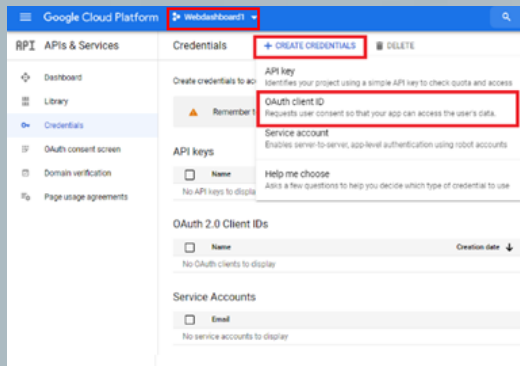 Google Cloud Platform
Webdashboard1
API APIs & Services
Credentials
+ CREATE CREDENTIALS
DELETE
Dashboard
Library
Credentials
OAuth consent screen
Domain verification
Page usage agreements
Create credentials to ac
Remember t
API key
Identifies your project using a simple API key to check quota and access
OAuth client ID
Requests user consent so that your app can access the user's data.
Service account
Enables server-to-server, app-level authentication using robot accounts
Help me choose
Asks a few questions to help you decide which type of credential to use
API keys
Name
No API keys to displa
OAuth 2.0 Client IDs
Name
Creation date
No OAuth clients to display
Service Accounts
Email
No service accounts to display